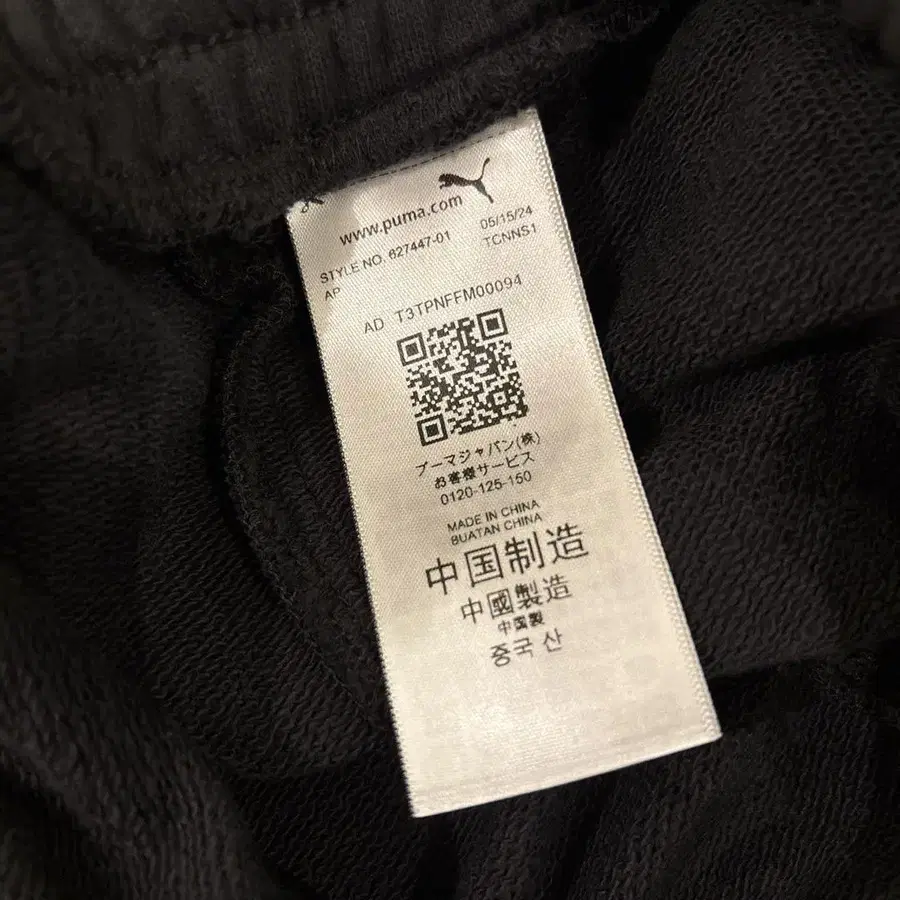 www.puma.com
STYLE NO. 627447-01 05/15/24
AP TCNNS1
AD T3TPNFFM00094
プーマジャパン(株)
お客様サービス
0120-125-150
MADE IN CHINA
BUATAN CHINA
中国制造
中國製造
中国製
중국 산